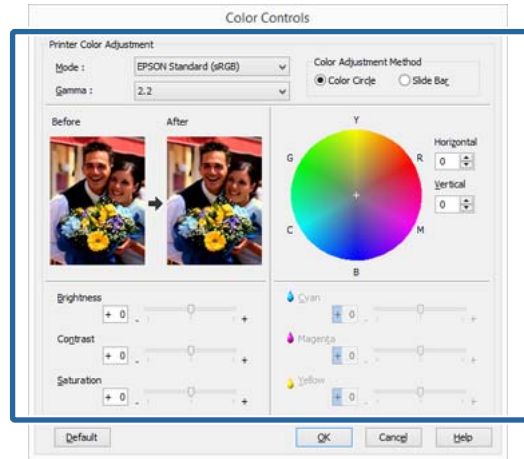 Color Controls
Printer Color Adjustment
Mode :
EPSON Standard (sRGB)
Gamma :
2.2
Color Adjustment Method
Color Circle
Slide Bar
Before
After
Y
G
R
C
M
B
Horizontal
0
Vertical
0
Brightness
+ 0
- +
Contrast
+ 0
- +
Saturation
+ 0
- +
Cyan
+ 0
- +
Magenta
+ 0
- +
Yellow
+ 0
- +
Default
OK
Cancel
Help